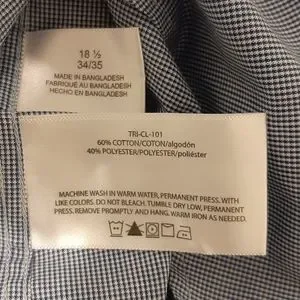 18 ½
34/35
MADE IN BANGLADESH
FABRIQUÉ AU BANGLADESH
HECHO EN BANGLADESH
TRI-CL-101
60% COTTON/COTON/algodón
40% POLYESTER/POLYESTER/poliéster
MACHINE WASH IN WARM WATER, PERMANENT PRESS. WITH
LIKE COLORS. DO NOT BLEACH. TUMBLE DRY LOW, PERMANENT
PRESS. REMOVE PROMPTLY AND HANG. WARM IRON AS NEEDED.